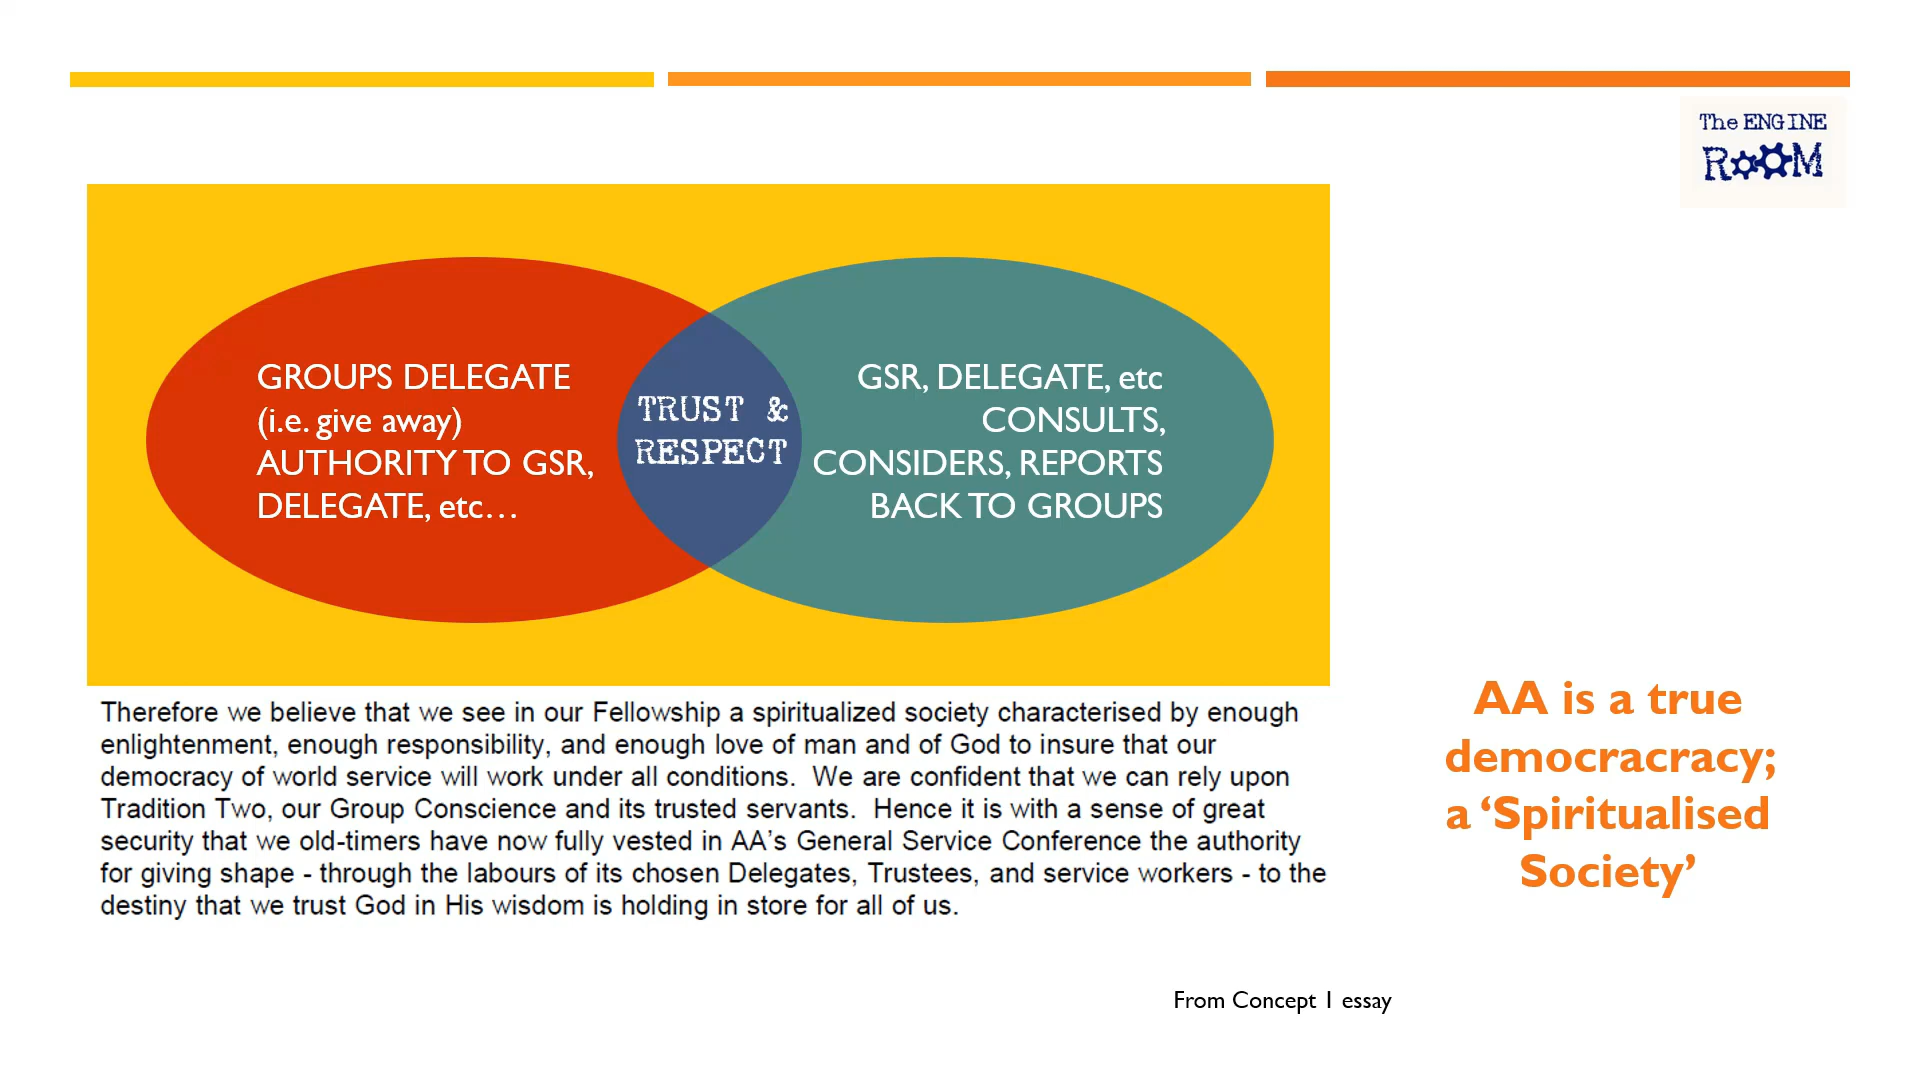 The ENGINE
ROOM
GROUPS DELEGATE
(i.e. give away)
AUTHORITY TO GSR,
DELEGATE, etc…
TRUST &
RESPECT
GSR, DELEGATE, etc
CONSULTS,
CONSIDERS, REPORTS
BACK TO GROUPS
Therefore we believe that we see in our Fellowship a spiritualized society characterised by enough
enlightenment, enough responsibility, and enough love of man and of God to insure that our
democracy of world service will work under all conditions.  We are confident that we can rely upon
Tradition Two, our Group Conscience and its trusted servants.  Hence it is with a sense of great
security that we old-timers have now fully vested in AA’s General Service Conference the authority
for giving shape - through the labours of its chosen Delegates, Trustees, and service workers - to the
destiny that we trust God in His wisdom is holding in store for all of us.
AA is a true
democracracy;
a ‘Spiritualised
Society’
From Concept 1 essay